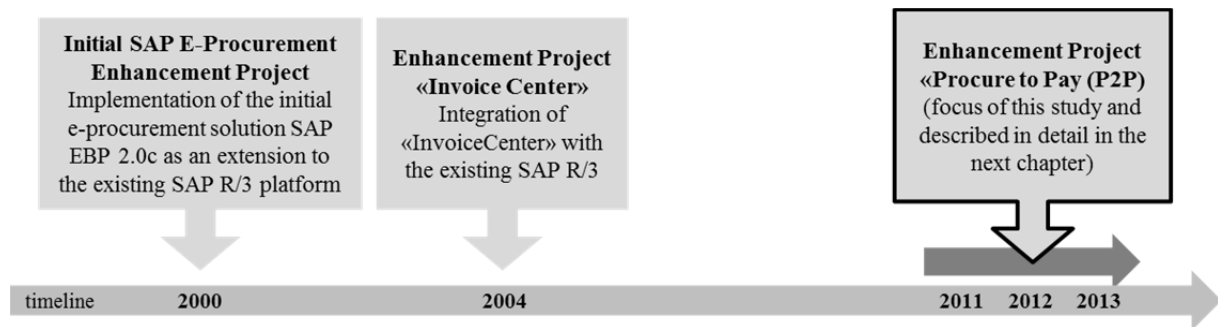 Initial SAP E-Procurement
Enhancement Project
Implementation of the initial
e-procurement solution SAP
EBP 2.0c as an extension to
the existing SAP R/3 platform
Enhancement Project
«Invoice Center»
Integration of
«InvoiceCenter» with
the existing SAP R/3
Enhancement Project
«Procure to Pay (P2P)
(focus of this study and
described in detail in the
next chapter)
timeline 2000 2004 2011 2012 2013